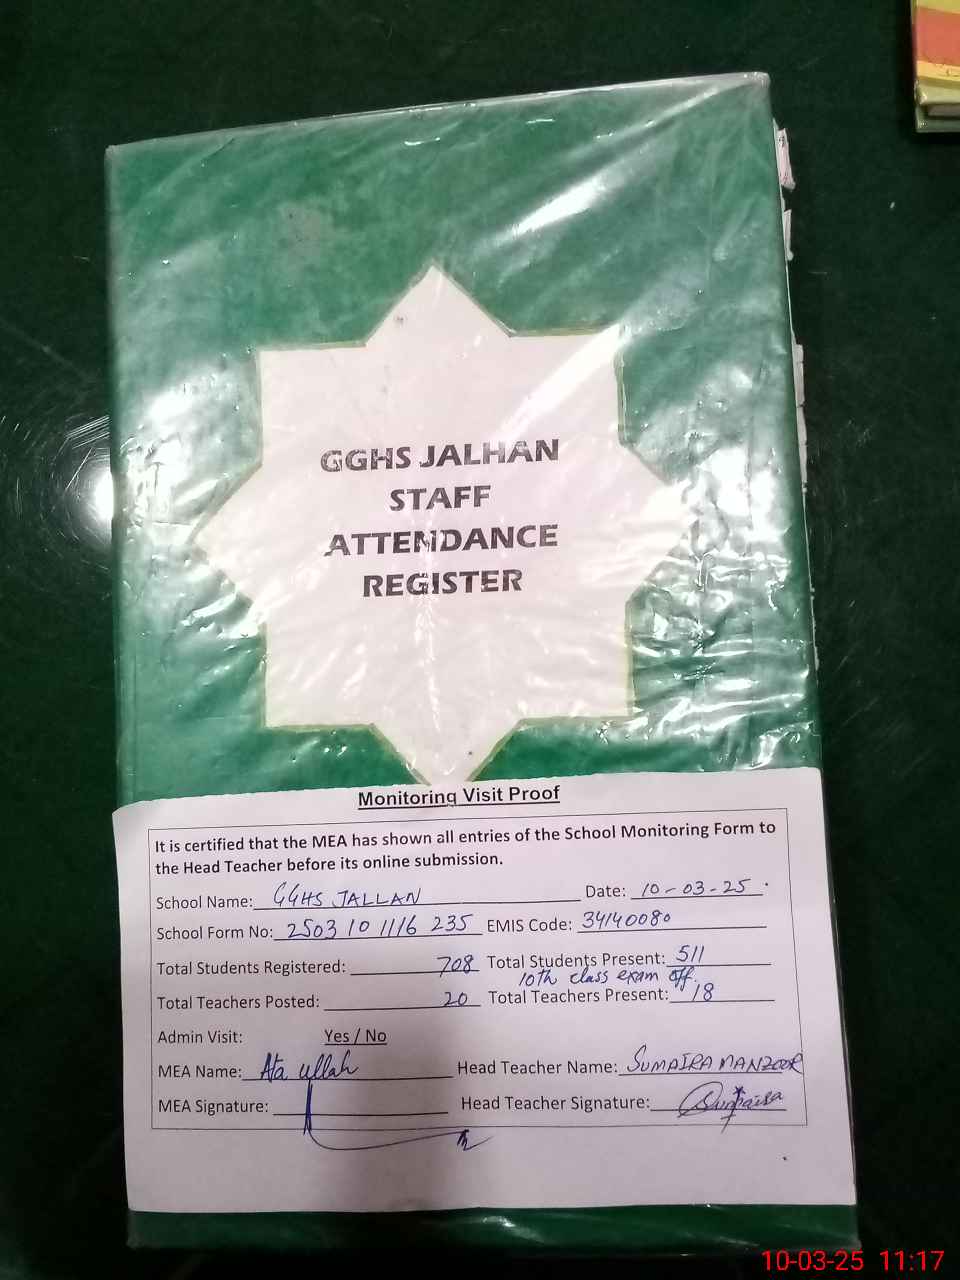 GGHS JALHAN
STAFF
ATTENDANCE
REGISTER
Monitoring Visit Proof
It is certified that the MEA has shown all entries of the School Monitoring Form to
the Head Teacher before its online submission.
School Name: GGHS JALLAN Date: 10-03-25.
School Form No: 2503 10 1116 235 EMIS Code: 34140080
Total Students Registered: 708 Total Students Present: 511
10th class exam off.
Total Teachers Posted: 20 Total Teachers Present: 18
Admin Visit: Yes / No
MEA Name: Ata ullah Head Teacher Name: SUMAIRA MANZOOR
MEA Signature: Head Teacher Signature: Sumaira
10-03-25 11:17